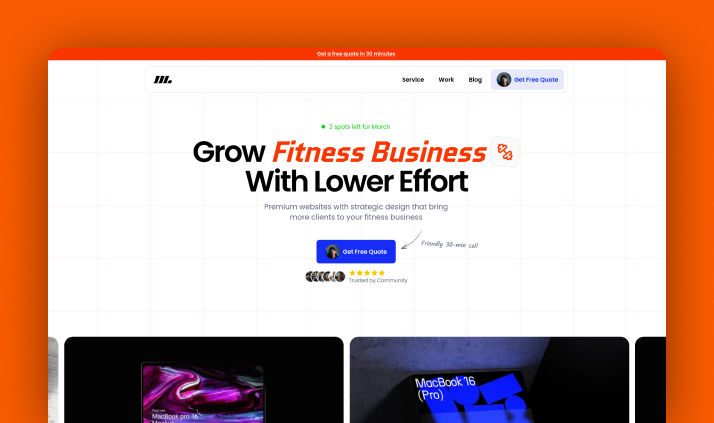 Get a free quote in 30 minutes
Service Work Blog Get Free Quote
2 spots left for March
Grow Fitness Business
With Lower Effort
Premium websites with strategic design that bring
more clients to your fitness business
Get Free Quote
Friendly 30-min call
Trusted by Community
MacBook pro 16
MacBook 16
(Pro)